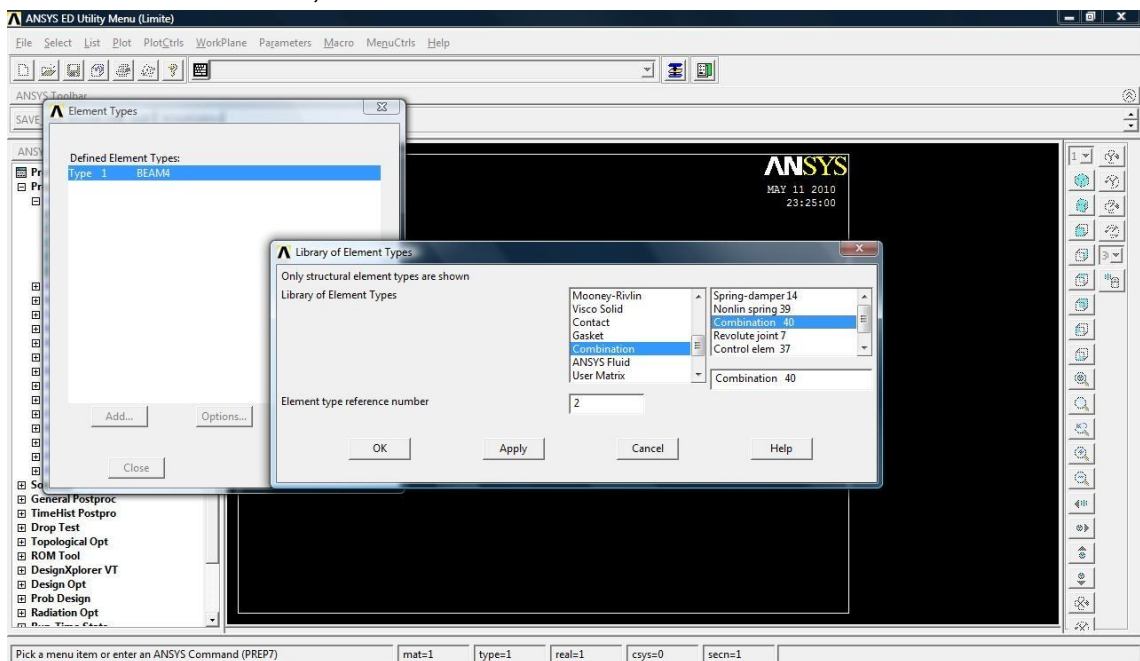 ANSYS ED Utility Menu (Limite)
File Select List Plot PlotCtrls WorkPlane Parameters Macro MenuCtrls Help
ANSYS Toolbar
SAVE
Element Types
Defined Element Types:
Type 1 BEAM4
Add... Options...
Close
ANSYS
MAY 11 2010
23:25:00
1
3
Library of Element Types
Only structural element types are shown
Library of Element Types
Mooney-Rivlin
Visco Solid
Contact
Gasket
Combination
ANSYS Fluid
User Matrix
Spring-damper 14
Nonlin spring 39
Combination 40
Revolute joint 7
Control elem 37
Combination 40
Element type reference number
2
OK Apply Cancel Help
General Postproc
TimeHist Postpro
Drop Test
Topological Opt
ROM Tool
DesignXplorer VT
Design Opt
Prob Design
Radiation Opt
Pick a menu item or enter an ANSYS Command (PREP7) mat=1 type=1 real=1 csys=0 secn=1